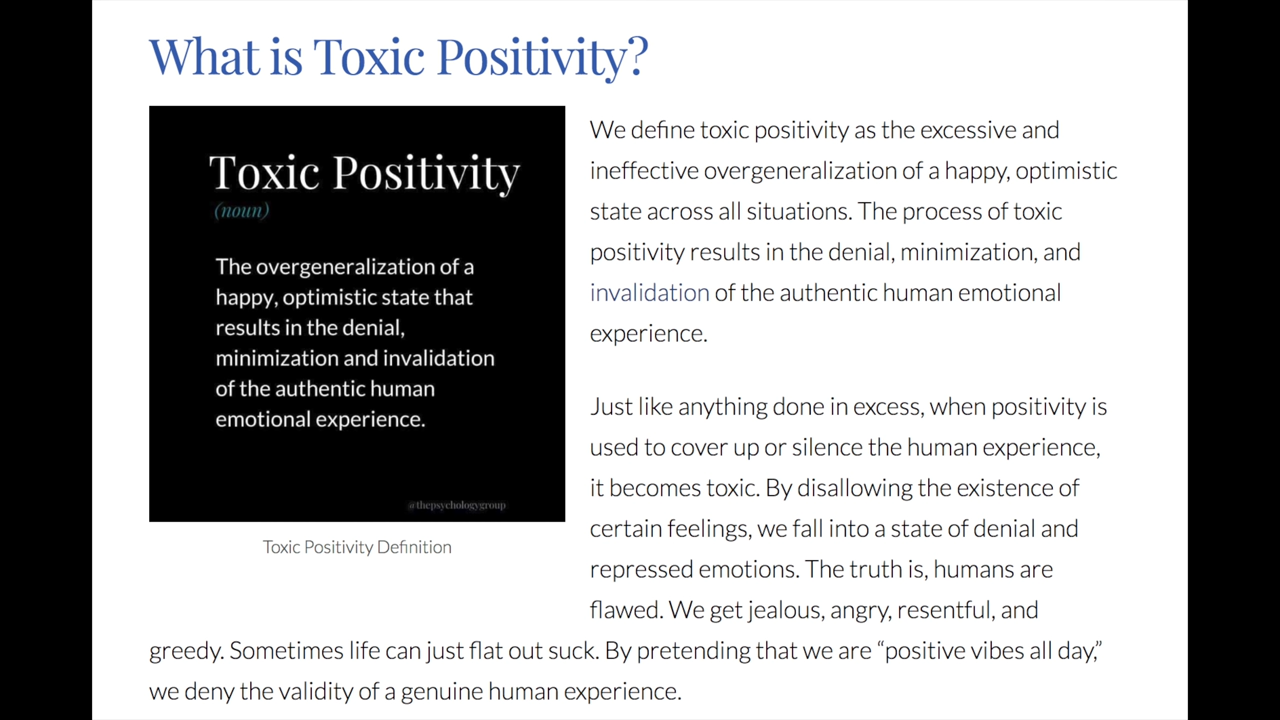 What is Toxic Positivity?
Toxic Positivity
(noun)
The overgeneralization of a
happy, optimistic state that
results in the denial,
minimization and invalidation
of the authentic human
emotional experience.
@thepsychologygroup
Toxic Positivity Definition
We define toxic positivity as the excessive and
ineffective overgeneralization of a happy, optimistic
state across all situations. The process of toxic
positivity results in the denial, minimization, and
invalidation of the authentic human emotional
experience.
Just like anything done in excess, when positivity is
used to cover up or silence the human experience,
it becomes toxic. By disallowing the existence of
certain feelings, we fall into a state of denial and
repressed emotions. The truth is, humans are
flawed. We get jealous, angry, resentful, and
greedy. Sometimes life can just flat out suck. By pretending that we are “positive vibes all day,”
we deny the validity of a genuine human experience.